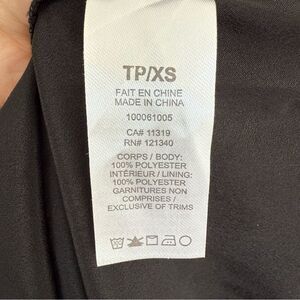 TP/XS
FAIT EN CHINE
MADE IN CHINA
100061005
CA# 11319
RN# 121340
CORPS / BODY:
100% POLYESTER
INTÉRIEUR / LINING:
100% POLYESTER
GARNITURES NON
COMPRISES /
EXCLUSIVE OF TRIMS